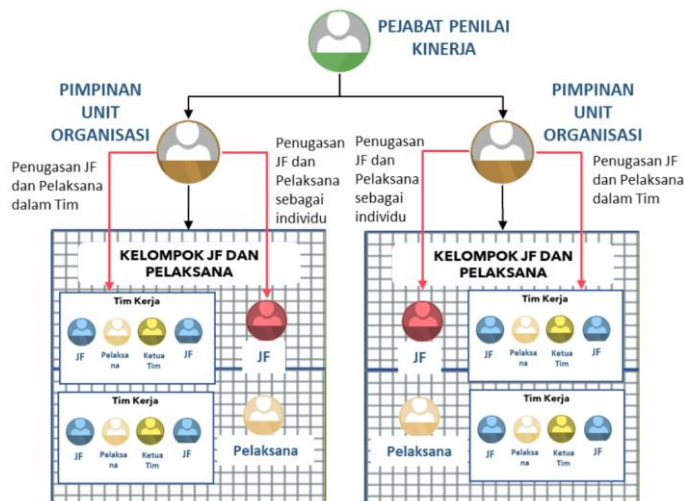 PEJABAT PENILAI
KINERJA
PIMPINAN
UNIT
ORGANISASI
Penugasan JF
dan Pelaksana
dalam Tim
Penugasan
JF dan
Pelaksana
sebagai
individu
KELOMPOK JF DAN
PELAKSANA
Tim Kerja
JF
Pelaksa
na
Ketua
Tim
JF
JF
Tim Kerja
JF
Pelaksa
na
Ketua
Tim
JF
Pelaksana
PIMPINAN
UNIT
ORGANISASI
Penugasan
JF dan
Pelaksana
sebagai
individu
Penugasan JF
dan Pelaksana
dalam Tim
KELOMPOK JF DAN
PELAKSANA
JF
Tim Kerja
JF
Pelaksa
na
Ketua
Tim
JF
Pelaksana
Tim Kerja
JF
Pelaksa
na
Ketua
Tim
JF